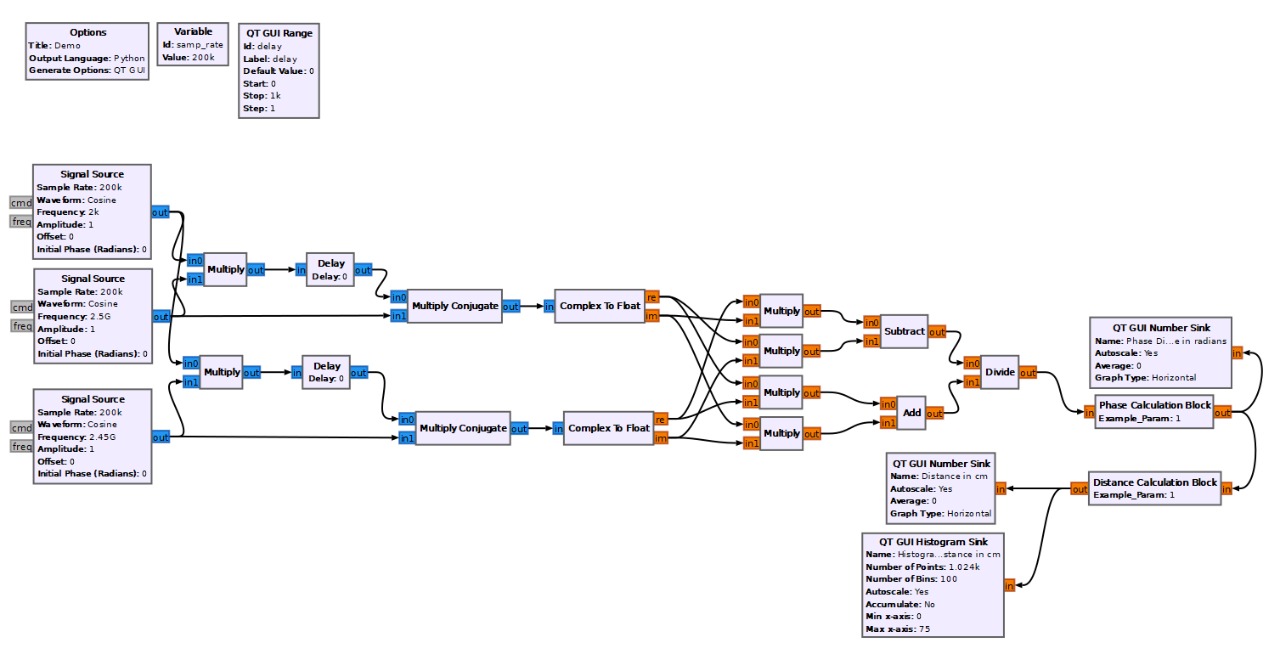 Options
Title: Demo
Output Language: Python
Generate Options: QT GUI
Variable
Id: samp_rate
Value: 200k
QT GUI Range
Id: delay
Label: delay
Default Value: 0
Start: 0
Stop: 1k
Step: 1
Signal Source
Sample Rate: 200k
Waveform: Cosine
Frequency: 2k
Amplitude: 1
Offset: 0
Initial Phase (Radians): 0
cmd
freq
out
Signal Source
Sample Rate: 200k
Waveform: Cosine
Frequency: 2.5G
Amplitude: 1
Offset: 0
Initial Phase (Radians): 0
cmd
freq
out
Signal Source
Sample Rate: 200k
Waveform: Cosine
Frequency: 2.45G
Amplitude: 1
Offset: 0
Initial Phase (Radians): 0
cmd
freq
out
in0
in1
Multiply
out
in
Delay
Delay: 0
out
in0
in1
Multiply Conjugate
out
in
Complex To Float
re
im
in0
in1
Multiply
out
in
Delay
Delay: 0
out
in0
in1
Multiply Conjugate
out
in
Complex To Float
re
im
in0
in1
Multiply
out
in0
in1
Multiply
out
in0
in1
Multiply
out
in0
in1
Multiply
out
in0
in1
Subtract
out
in0
in1
Add
out
in0
in1
Divide
out
QT GUI Number Sink
Name: Phase Di...e in radians
Autoscale: Yes
Average: 0
Graph Type: Horizontal
in
in
Phase Calculation Block
Example_Param: 1
out
out
Distance Calculation Block
Example_Param: 1
in
QT GUI Number Sink
Name: Distance in cm
Autoscale: Yes
Average: 0
Graph Type: Horizontal
in
QT GUI Histogram Sink
Name: Histogra...stance in cm
Number of Points: 1.024k
Number of Bins: 100
Autoscale: Yes
Accumulate: No
Min x-axis: 0
Max x-axis: 75
in